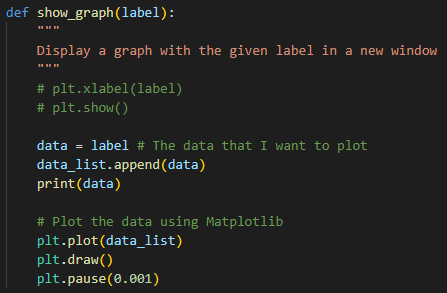 def show_graph(label):
    """
    Display a graph with the given label in a new window
    """
    # plt.xlabel(label)
    # plt.show()

    data = label # The data that I want to plot
    data_list.append(data)
    print(data)

    # Plot the data using Matplotlib
    plt.plot(data_list)
    plt.draw()
    plt.pause(0.001)